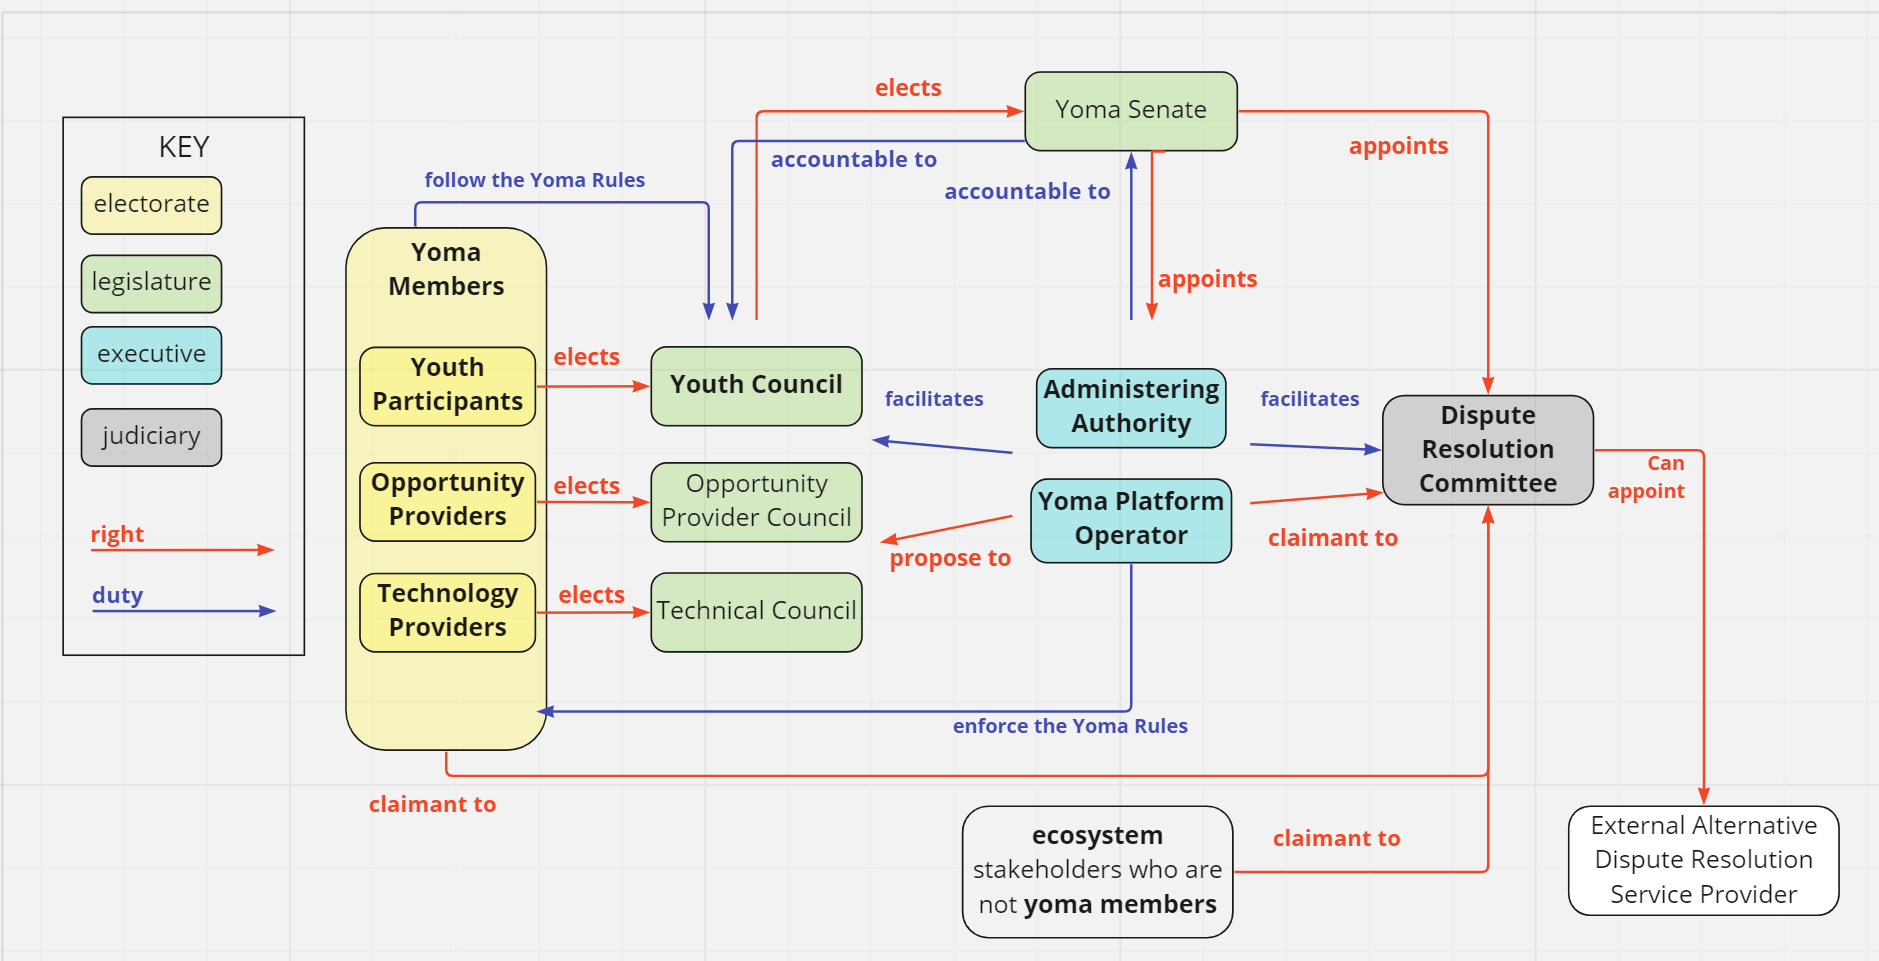 KEY
electorate
legislature
executive
judiciary
right
duty
follow the Yoma Rules
Yoma
Members
Youth
Participants
Opportunity
Providers
Technology
Providers
elects
elects
elects
Youth Council
Opportunity
Provider Council
Technical Council
elects
accountable to
accountable to
Yoma Senate
appoints
appoints
facilitates
Administering
Authority
facilitates
Yoma Platform
Operator
propose to
claimant to
Dispute
Resolution
Committee
Can
appoint
enforce the Yoma Rules
claimant to
ecosystem
stakeholders who are
not yoma members
claimant to
External Alternative
Dispute Resolution
Service Provider